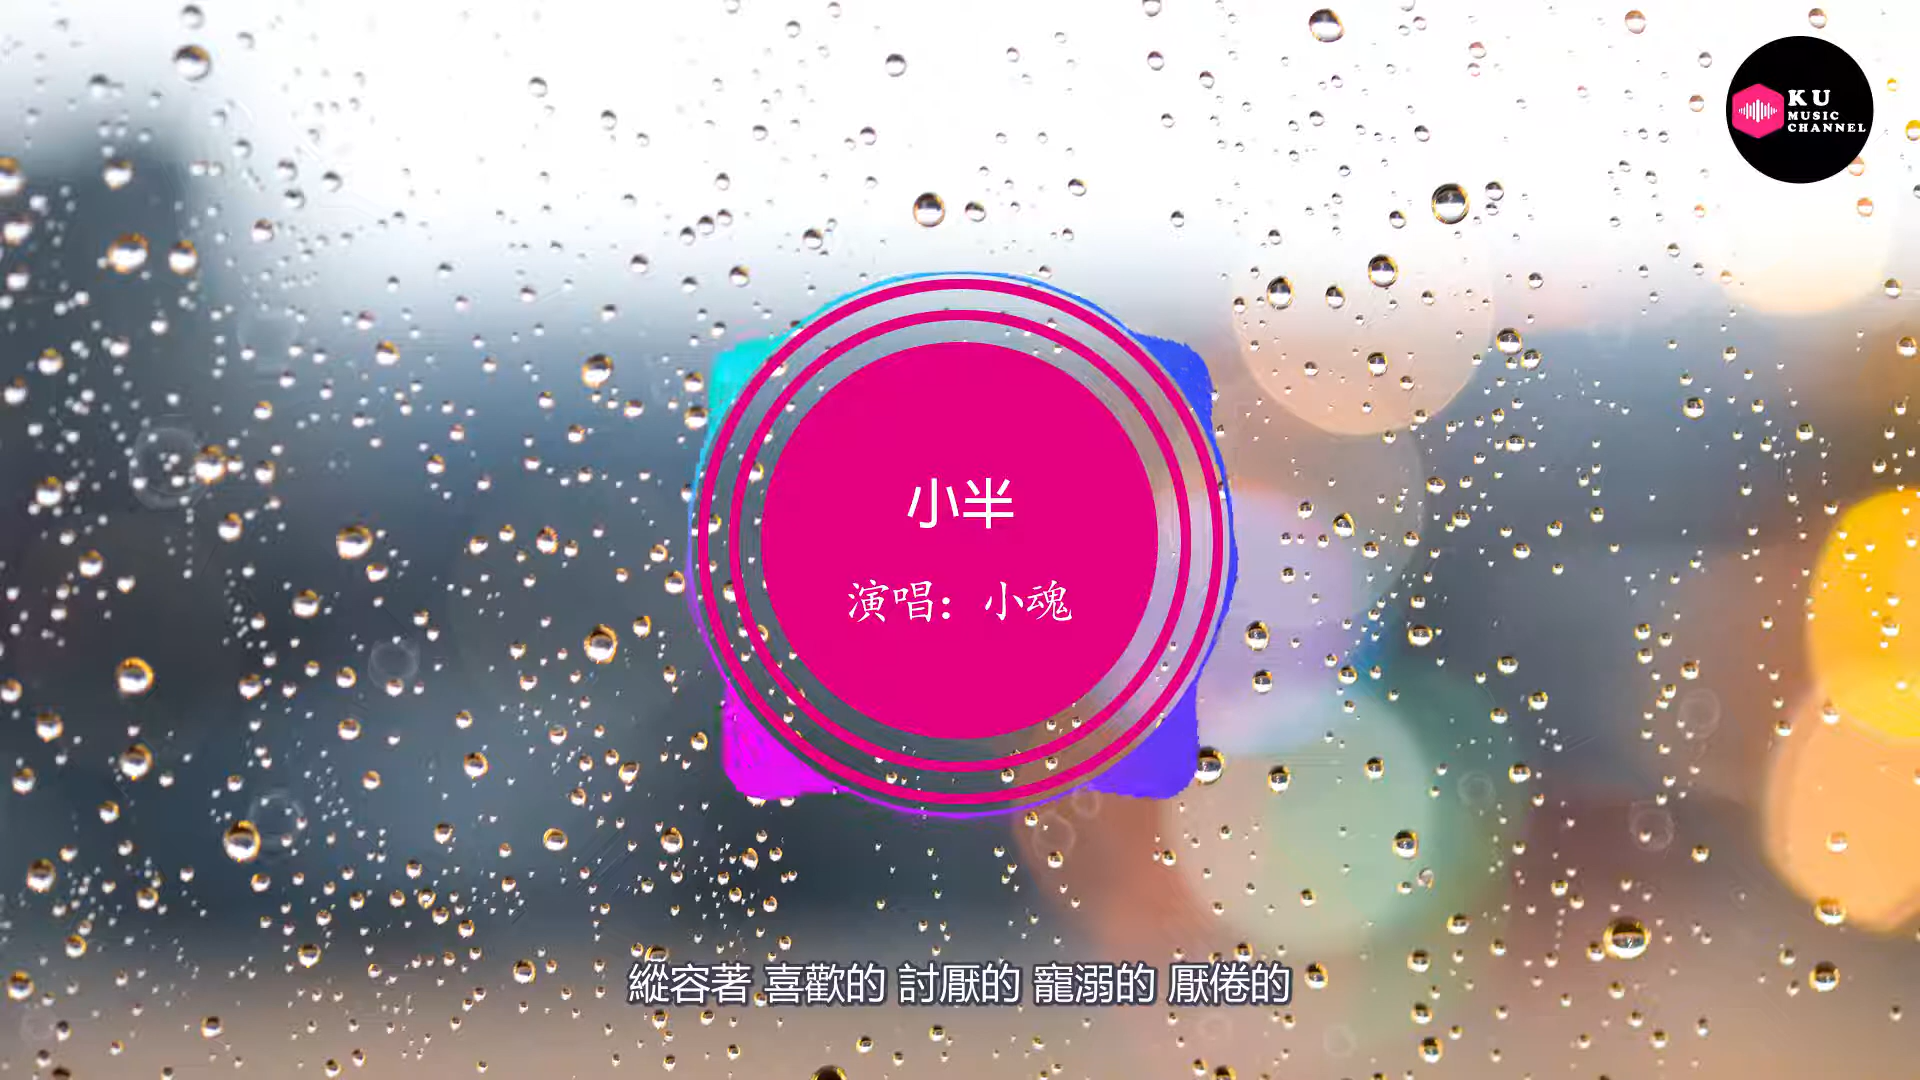 KU
MUSIC
CHANNEL
小半
演唱：小魂
縱容著 喜歡的 討厭的 寵溺的 厭倦的